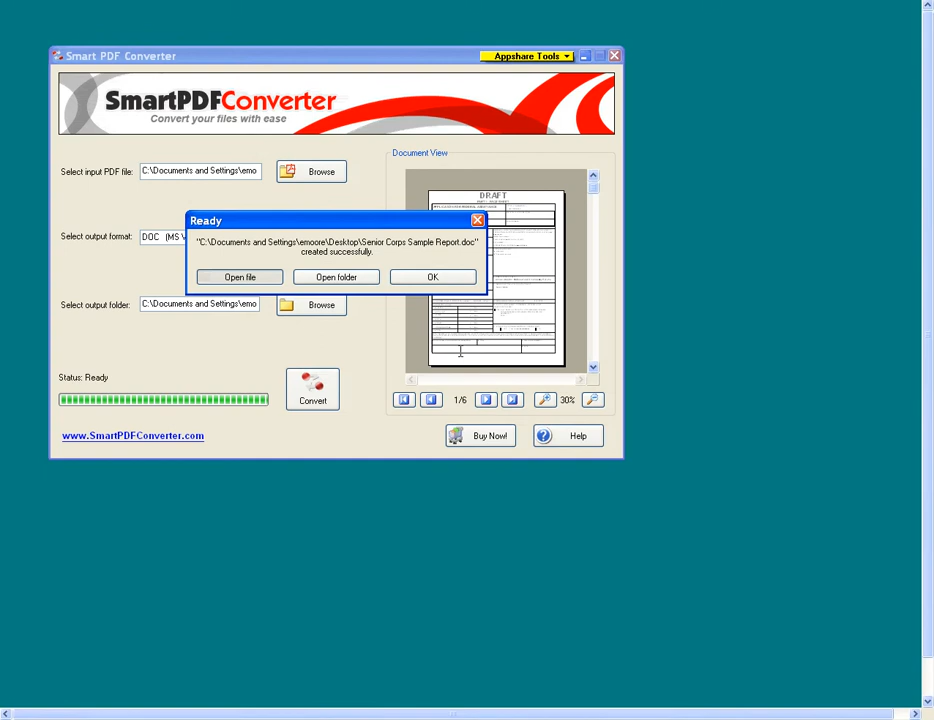 Smart PDF Converter
Appshare Tools
SmartPDFConverter
Convert your files with ease
Select input PDF file:
C:\Documents and Settings\emo
Browse
Document View
DRAFT
Ready
"C:\Documents and Settings\emoore\Desktop\Senior Corps Sample Report.doc"
created successfully.
Open file
Open folder
OK
Select output format:
DOC (MS
Select output folder:
C:\Documents and Settings\emo
Browse
Status: Ready
Convert
1/6
30%
www.SmartPDFConverter.com
Buy Now!
Help